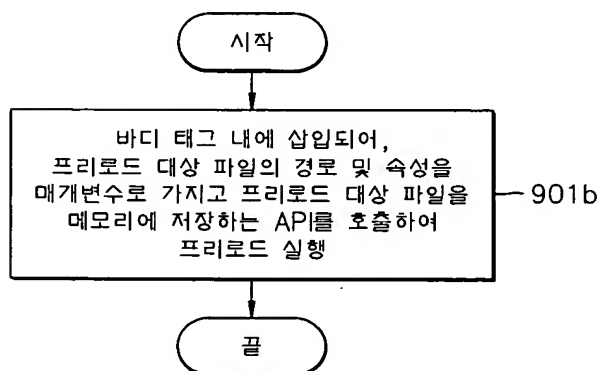 시작
바디 태그 내에 삽입되어,
프리로드 대상 파일의 경로 및 속성을
매개변수로 가지고 프리로드 대상 파일을
메모리에 저장하는 API를 호출하여
프리로드 실행
901b
끝